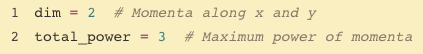 1 dim = 2  # Momenta along x and y
2 total_power = 3  # Maximum power of momenta